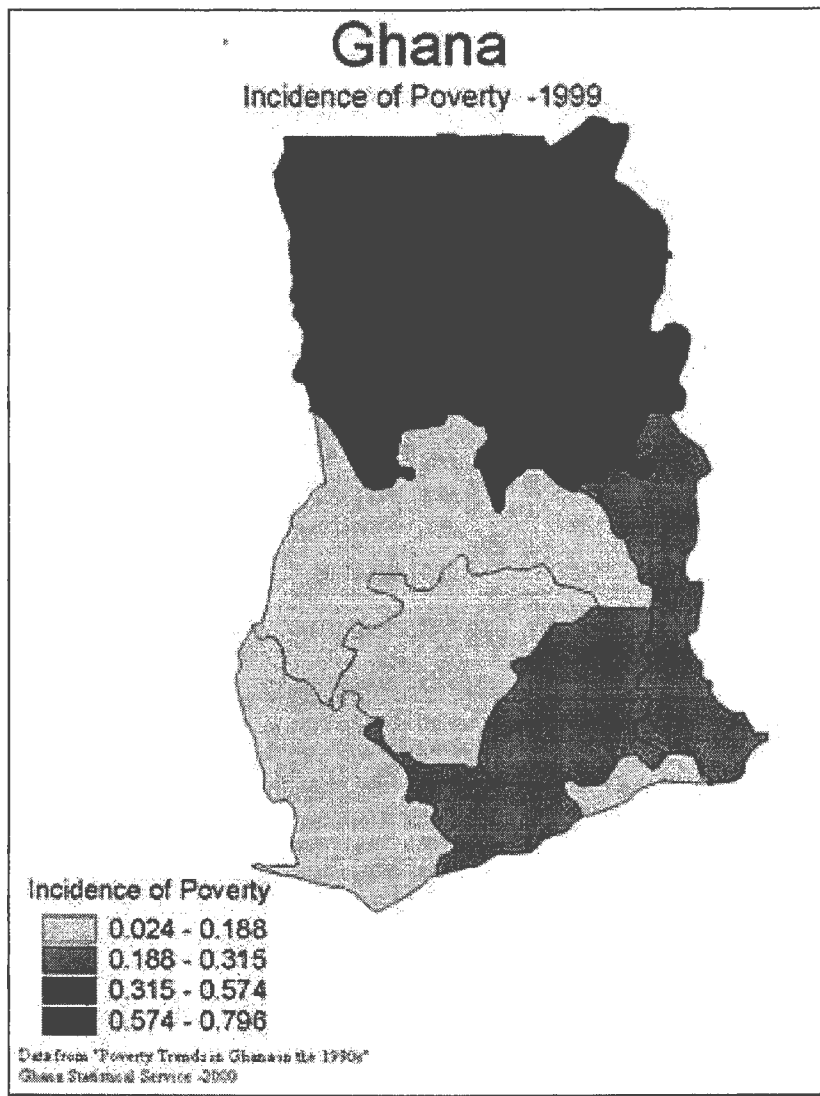 Ghana
Incidence of Poverty -1999
Incidence of Poverty
0.024 - 0.188
0.188 - 0.315
0.315 - 0.574
0.574 - 0.796
Data from "Poverty Trends in Ghana in the 1990s"
Ghana Statistical Service -2000